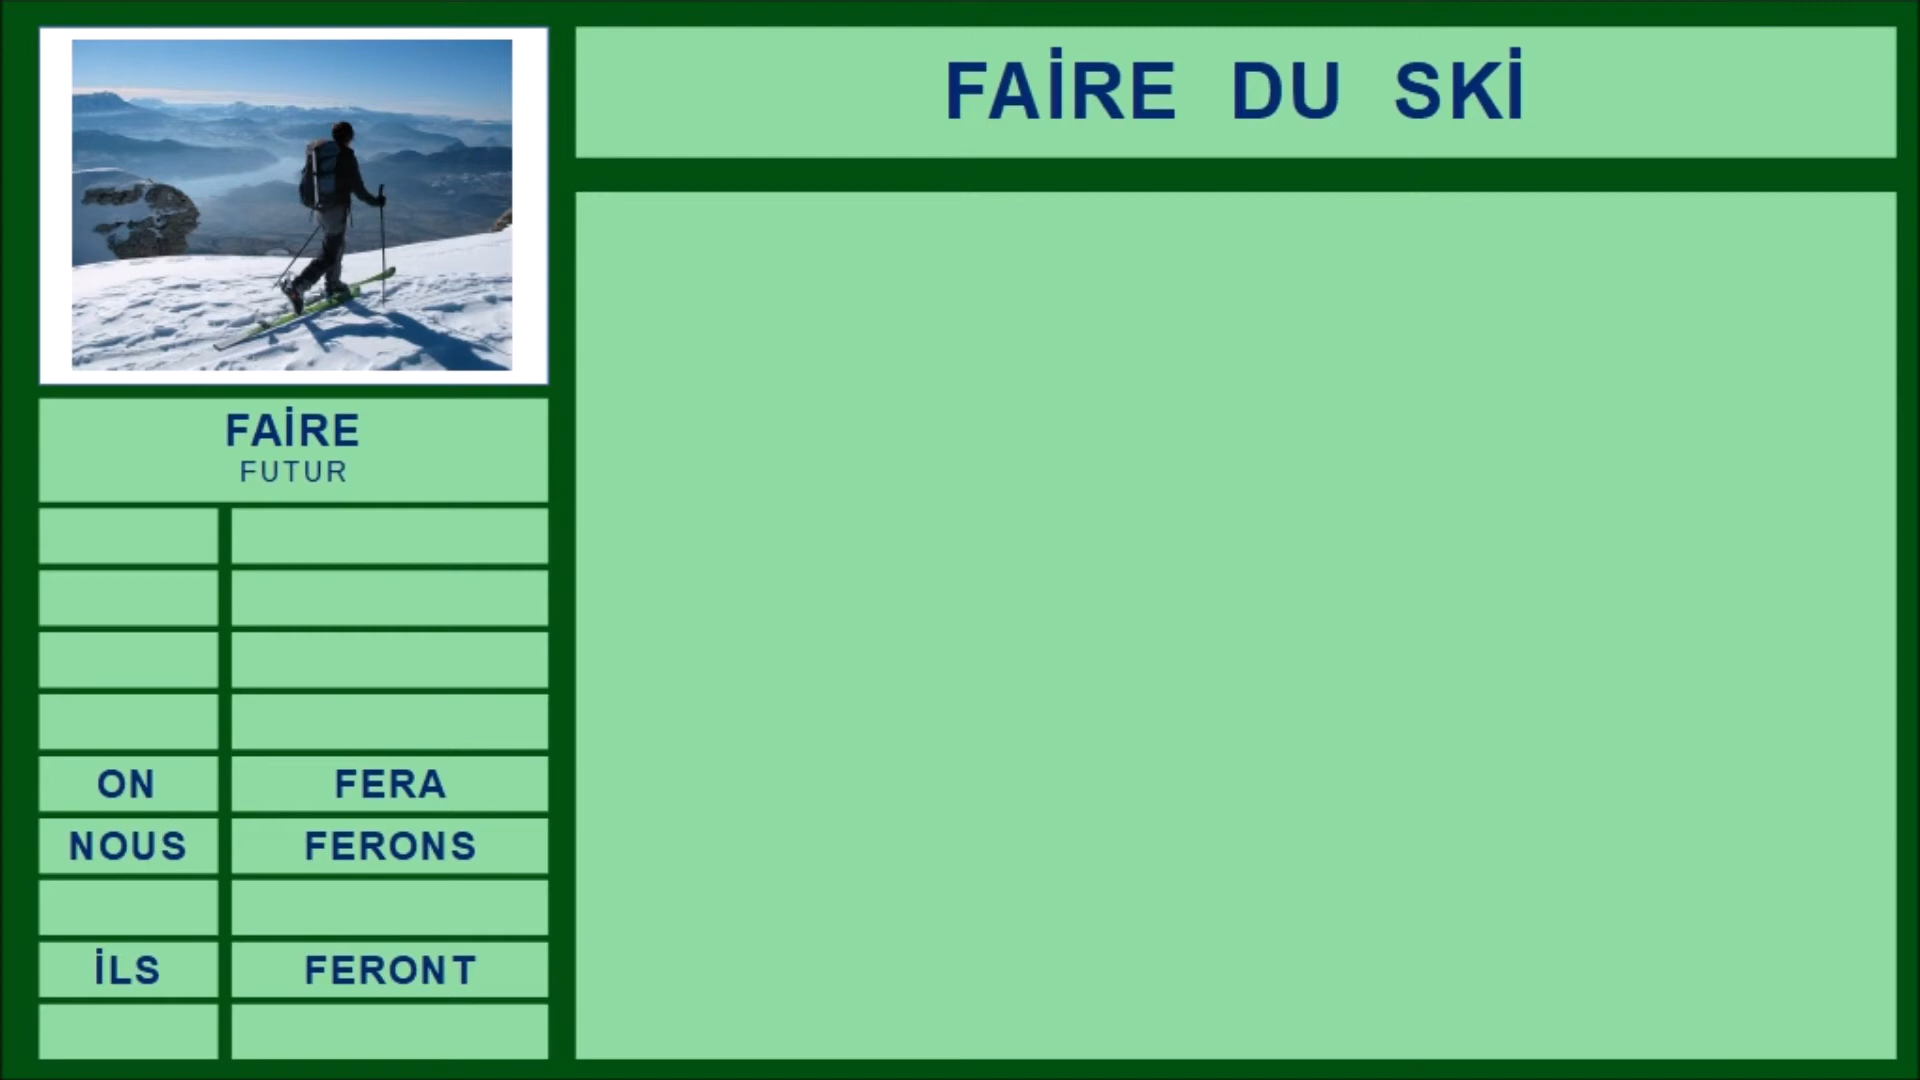 FAİRE DU SKİ
FAİRE
FUTUR
ON FERA
NOUS FERONS
İLS FERONT